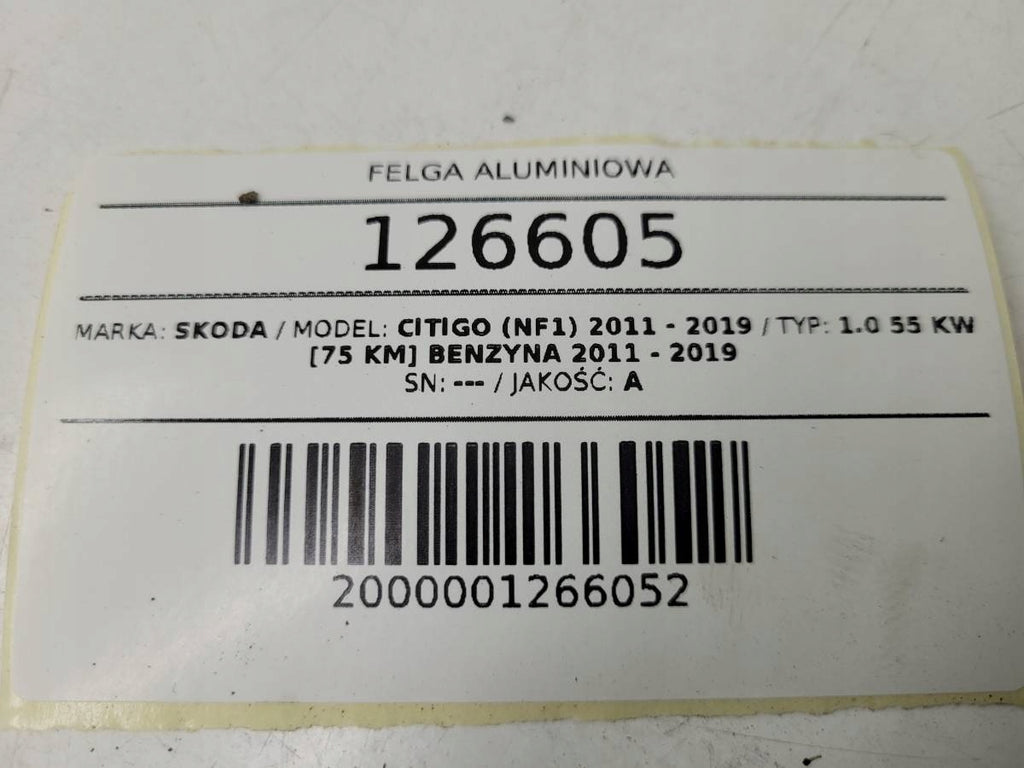 FELGA ALUMINIOWA
126605
MARKA: SKODA / MODEL: CITIGO (NF1) 2011 - 2019 / TYP: 1.0 55 KW
[75 KM] BENZYNA 2011 - 2019
SN: --- / JAKOŚĆ: A
2000001266052